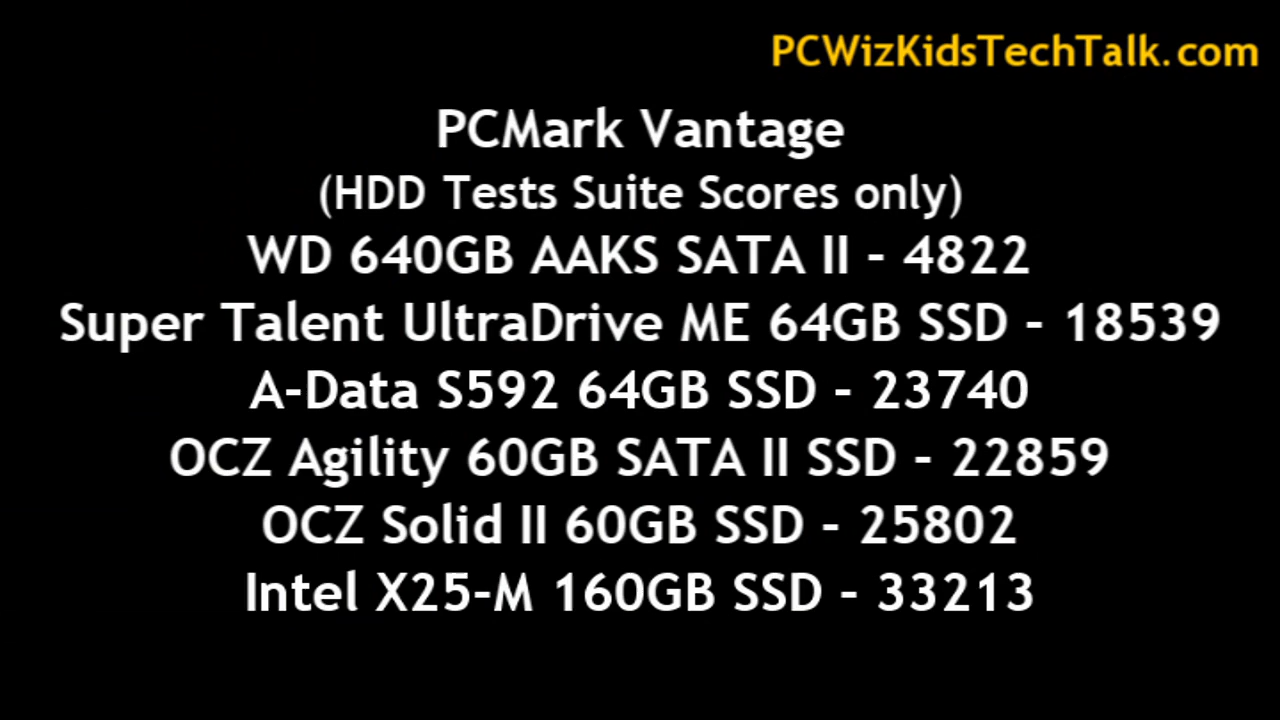 PCWizKidsTechTalk.com
PCMark Vantage
(HDD Tests Suite Scores only)
WD 640GB AAKS SATA II - 4822
Super Talent UltraDrive ME 64GB SSD - 18539
A-Data S592 64GB SSD - 23740
OCZ Agility 60GB SATA II SSD - 22859
OCZ Solid II 60GB SSD - 25802
Intel X25-M 160GB SSD - 33213